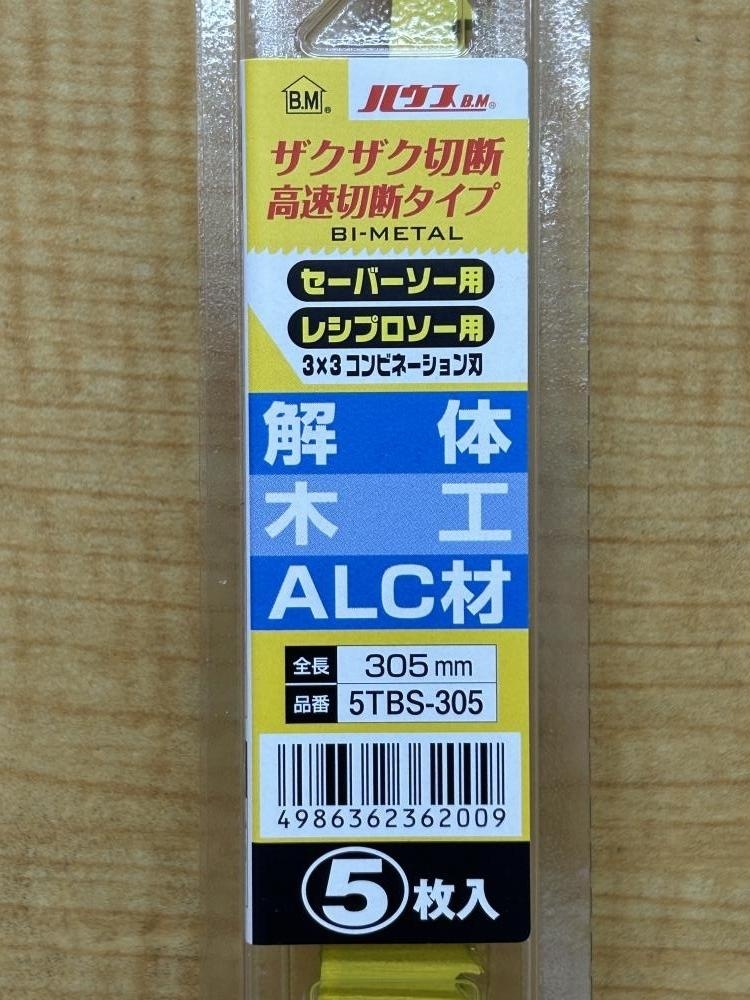 B.M® ハウスB.M®
ザクザク切断
高速切断タイプ
BI-METAL
セーバーソー用
レシプロソー用
3×3コンビネーション刃
解体
木工
ALC材
全長 305mm
品番 5TBS-305
4986362362009
5枚入